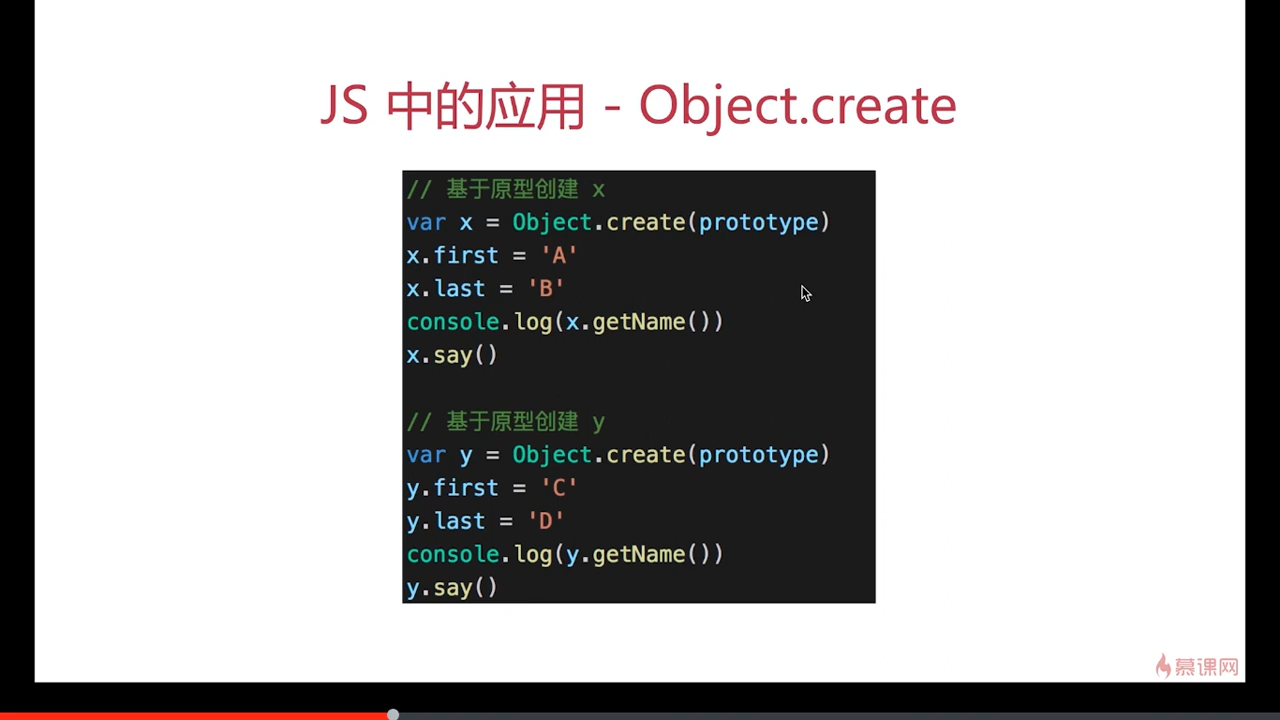 JS 中的应用 - Object.create
// 基于原型创建 x
var x = Object.create(prototype)
x.first = 'A'
x.last = 'B'
console.log(x.getName())
x.say()
// 基于原型创建 y
var y = Object.create(prototype)
y.first = 'C'
y.last = 'D'
console.log(y.getName())
y.say()
慕课网